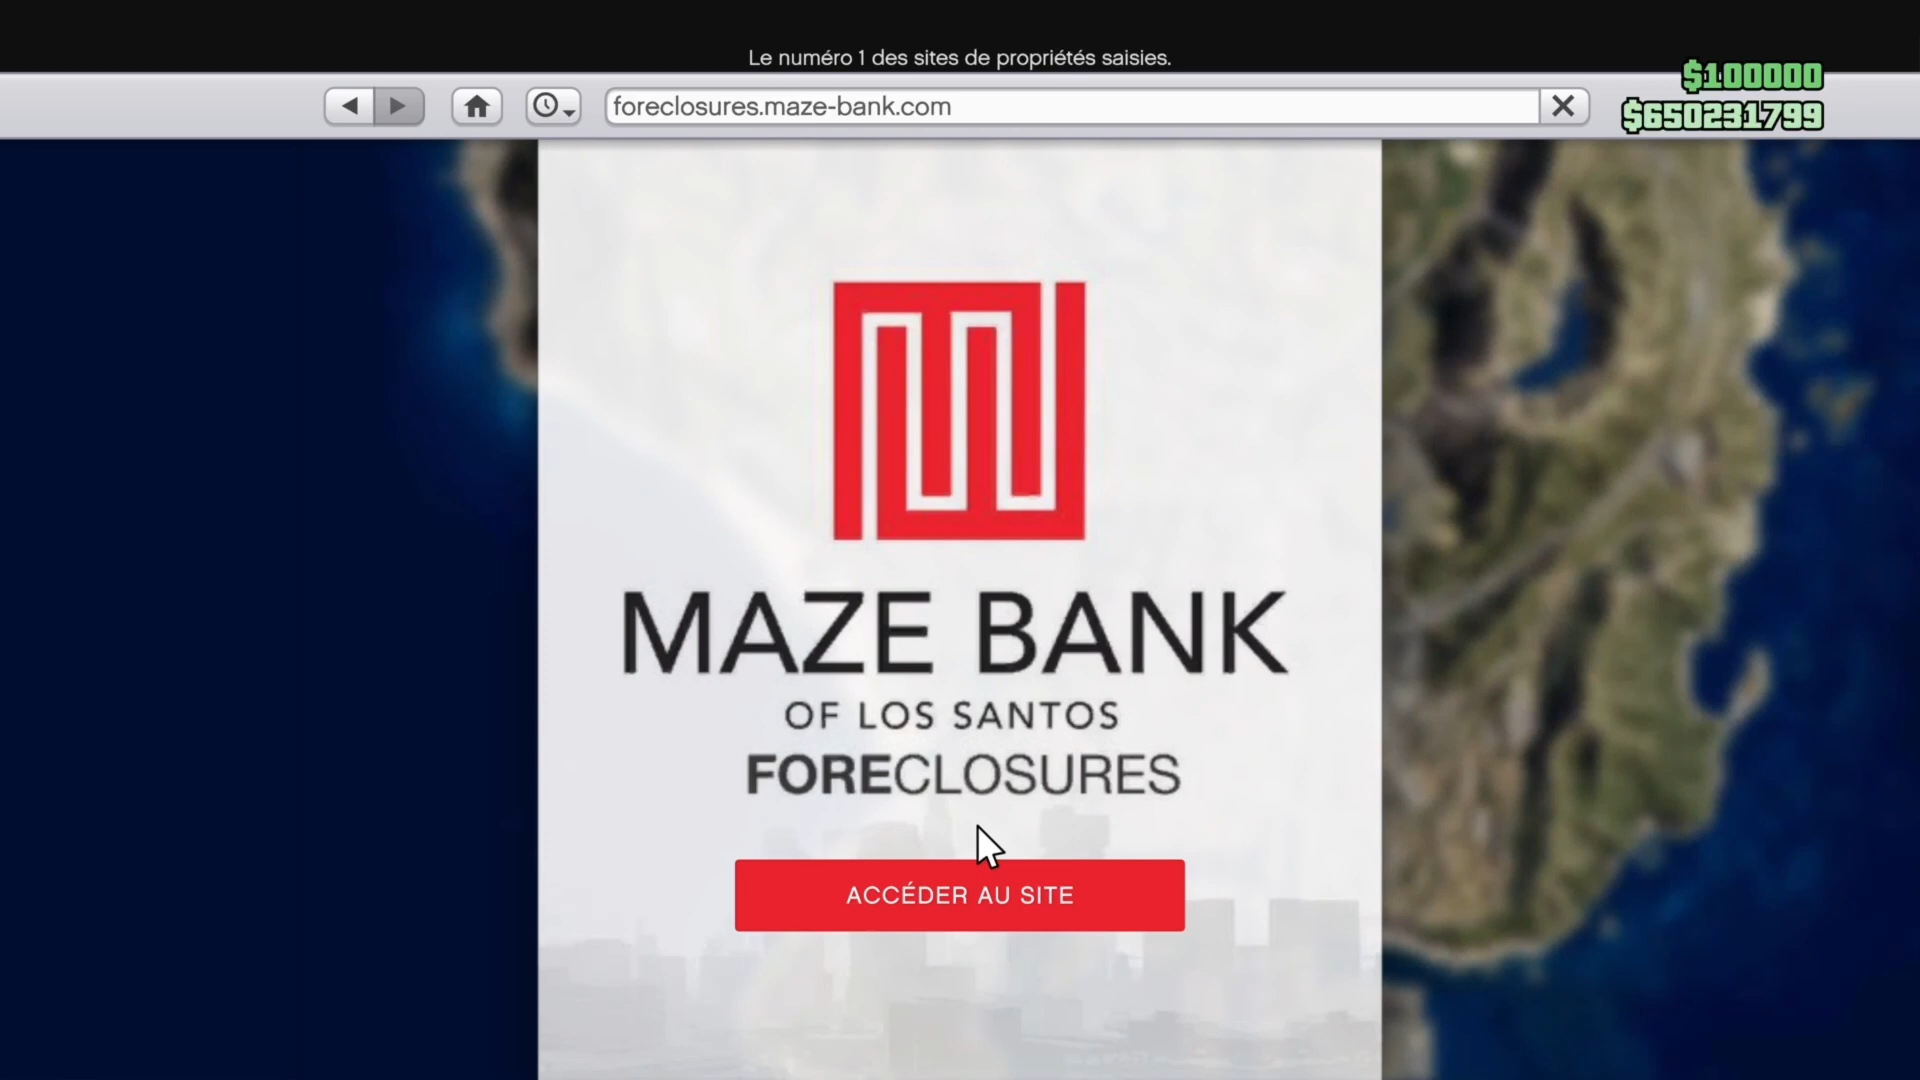 Le numéro 1 des sites de propriétés saisies.
$100000
foreclosures.maze-bank.com
$650231799
MAZE BANK
OF LOS SANTOS
FORECLOSURES
ACCÉDER AU SITE